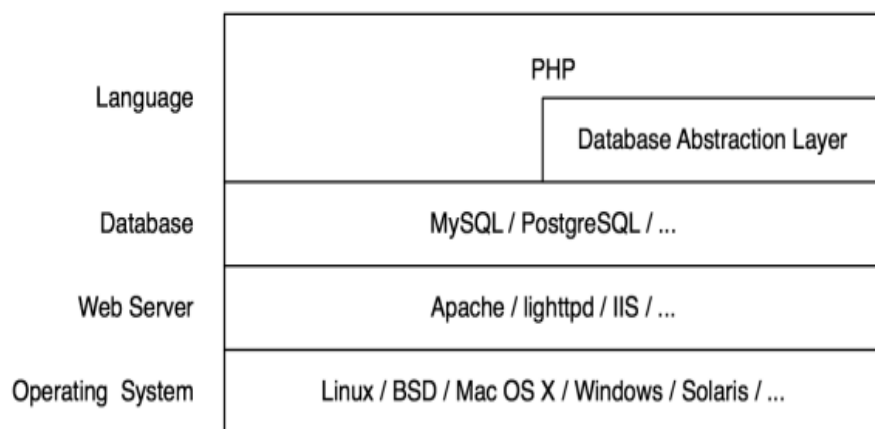 PHP
Language
Database Abstraction Layer
Database MySQL / PostgreSQL / ...
Web Server Apache / lighttpd / IIS / ...
Operating System Linux / BSD / Mac OS X / Windows / Solaris / ...